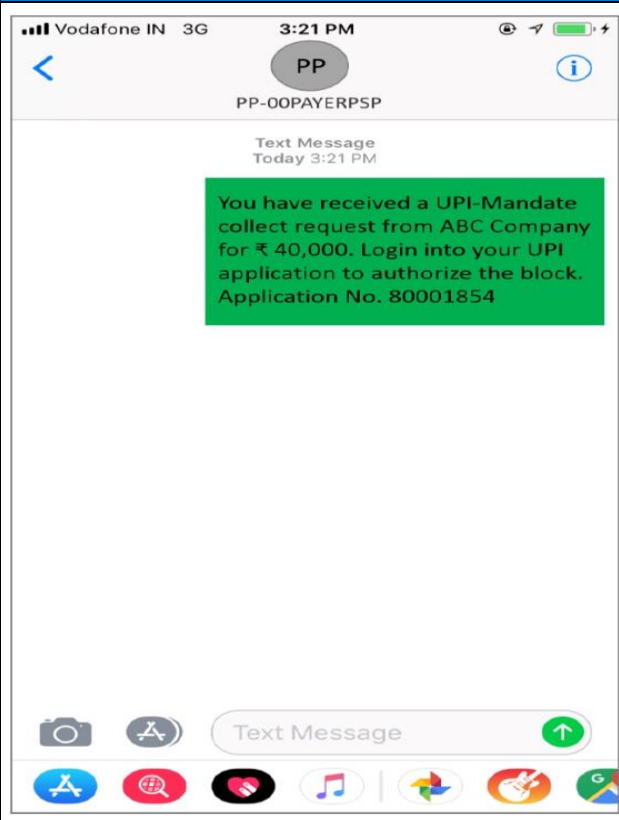 Vodafone IN 3G 3:21 PM
PP
PP-00PAYERPSP
Text Message
Today 3:21 PM
You have received a UPI-Mandate
collect request from ABC Company
for ₹ 40,000. Login into your UPI
application to authorize the block.
Application No. 80001854
Text Message
G